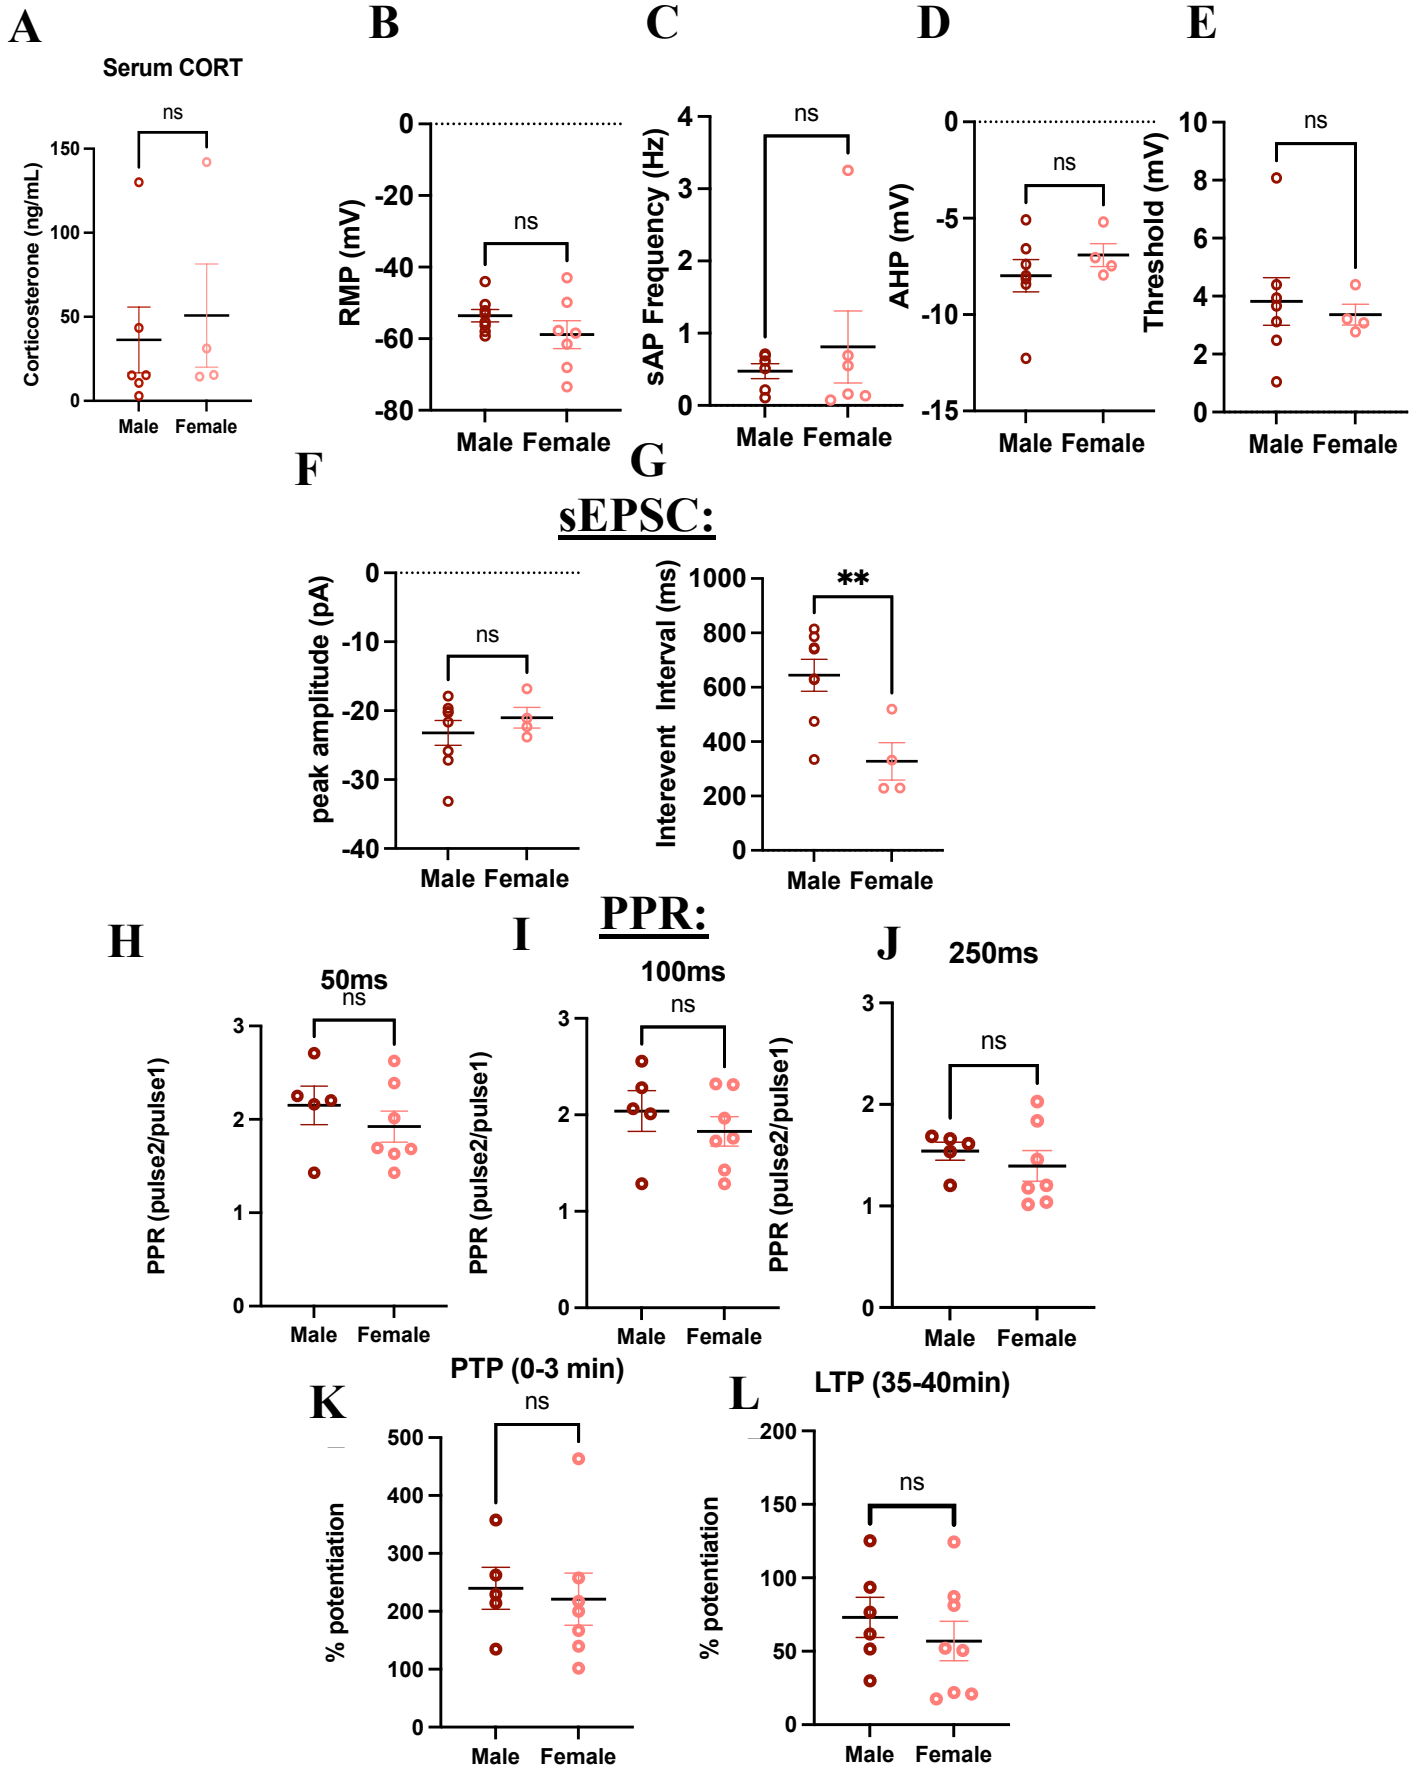 A
B
C
D
E
Serum CORT
ns
150
100
50
0
Corticosterone (ng/mL)
Male Female
0
-20
-40
-60
-80
RMP (mV)
ns
Male Female
4
3
2
1
0
sAP Frequency (Hz)
ns
Male Female
0
-5
-10
-15
AHP (mV)
ns
Male Female
10
8
6
4
2
0
Threshold (mV)
ns
Male Female
F
G
sEPSC:
0
-10
-20
-30
-40
peak amplitude (pA)
ns
Male Female
1000
800
600
400
200
0
Interevent Interval (ms)
**
Male Female
PPR:
H
I
J
50ms
ns
3
2
1
0
PPR (pulse2/pulse1)
Male Female
100ms
ns
3
2
1
0
PPR (pulse2/pulse1)
Male Female
250ms
ns
3
2
1
0
PPR (pulse2/pulse1)
Male Female
K
PTP (0-3 min)
ns
500
400
300
200
100
0
% potentiation
Male Female
L
LTP (35-40min)
ns
200
150
100
50
0
% potentiation
Male Female